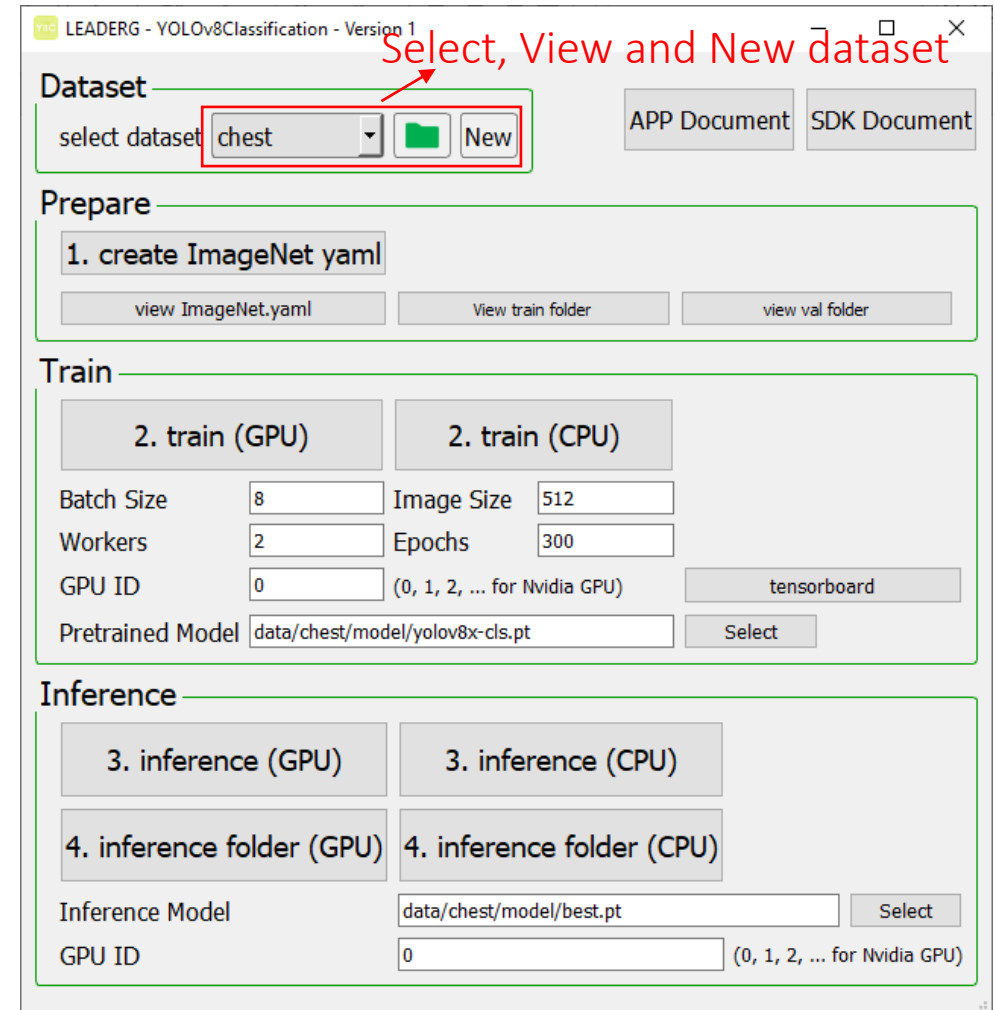 LEADERG - YOLOv8Classification - Version 1
Select, View and New dataset
Dataset
select dataset chest New
APP Document SDK Document
Prepare
1. create ImageNet yaml
view ImageNet.yaml View train folder view val folder
Train
2. train (GPU) 2. train (CPU)
Batch Size 8 Image Size 512
Workers 2 Epochs 300
GPU ID 0 (0, 1, 2, ... for Nvidia GPU) tensorboard
Pretrained Model data/chest/model/yolov8x-cls.pt Select
Inference
3. inference (GPU) 3. inference (CPU)
4. inference folder (GPU) 4. inference folder (CPU)
Inference Model data/chest/model/best.pt Select
GPU ID 0 (0, 1, 2, ... for Nvidia GPU)